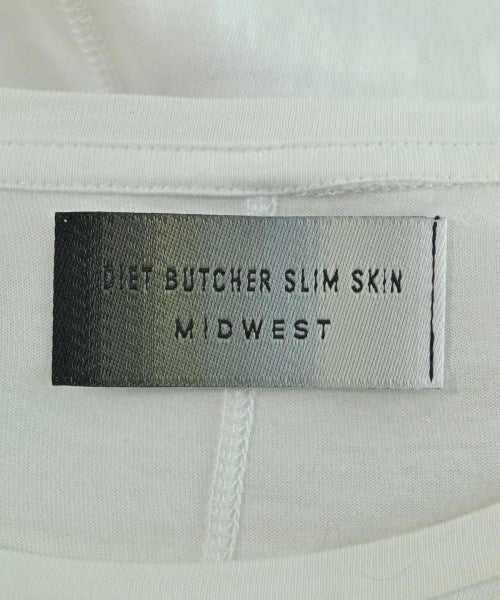 DIET BUTCHER SLIM SKIN
MIDWEST